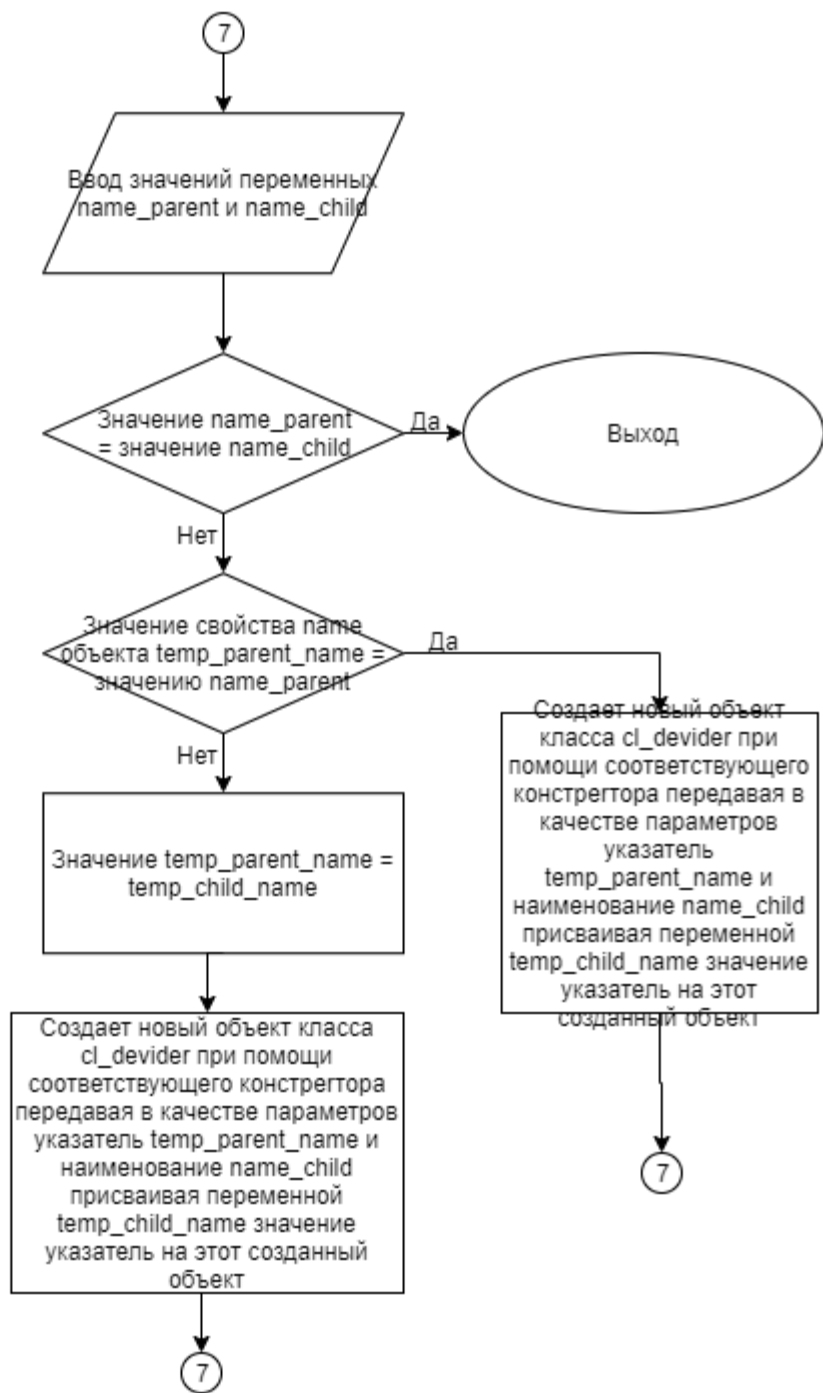 7
Ввод значений переменных
name_parent и name_child
Значение name_parent
= значение name_child
Да
Выход
Нет
Значение свойства name
объекта temp_parent_name =
значению name_parent
Да
Нет
Значение temp_parent_name =
temp_child_name
Создает новый объект
класса cl_devider при
помощи соответствующего
констрегтора передавая в
качестве параметров
указатель
temp_parent_name и
наименование name_child
присваивая переменной
temp_child_name значение
указатель на этот
созданный объект
7
Создает новый объект класса
cl_devider при помощи
соответствующего констрегтора
передавая в качестве параметров
указатель temp_parent_name и
наименование name_child
присваивая переменной
temp_child_name значение
указатель на этот созданный
объект
7